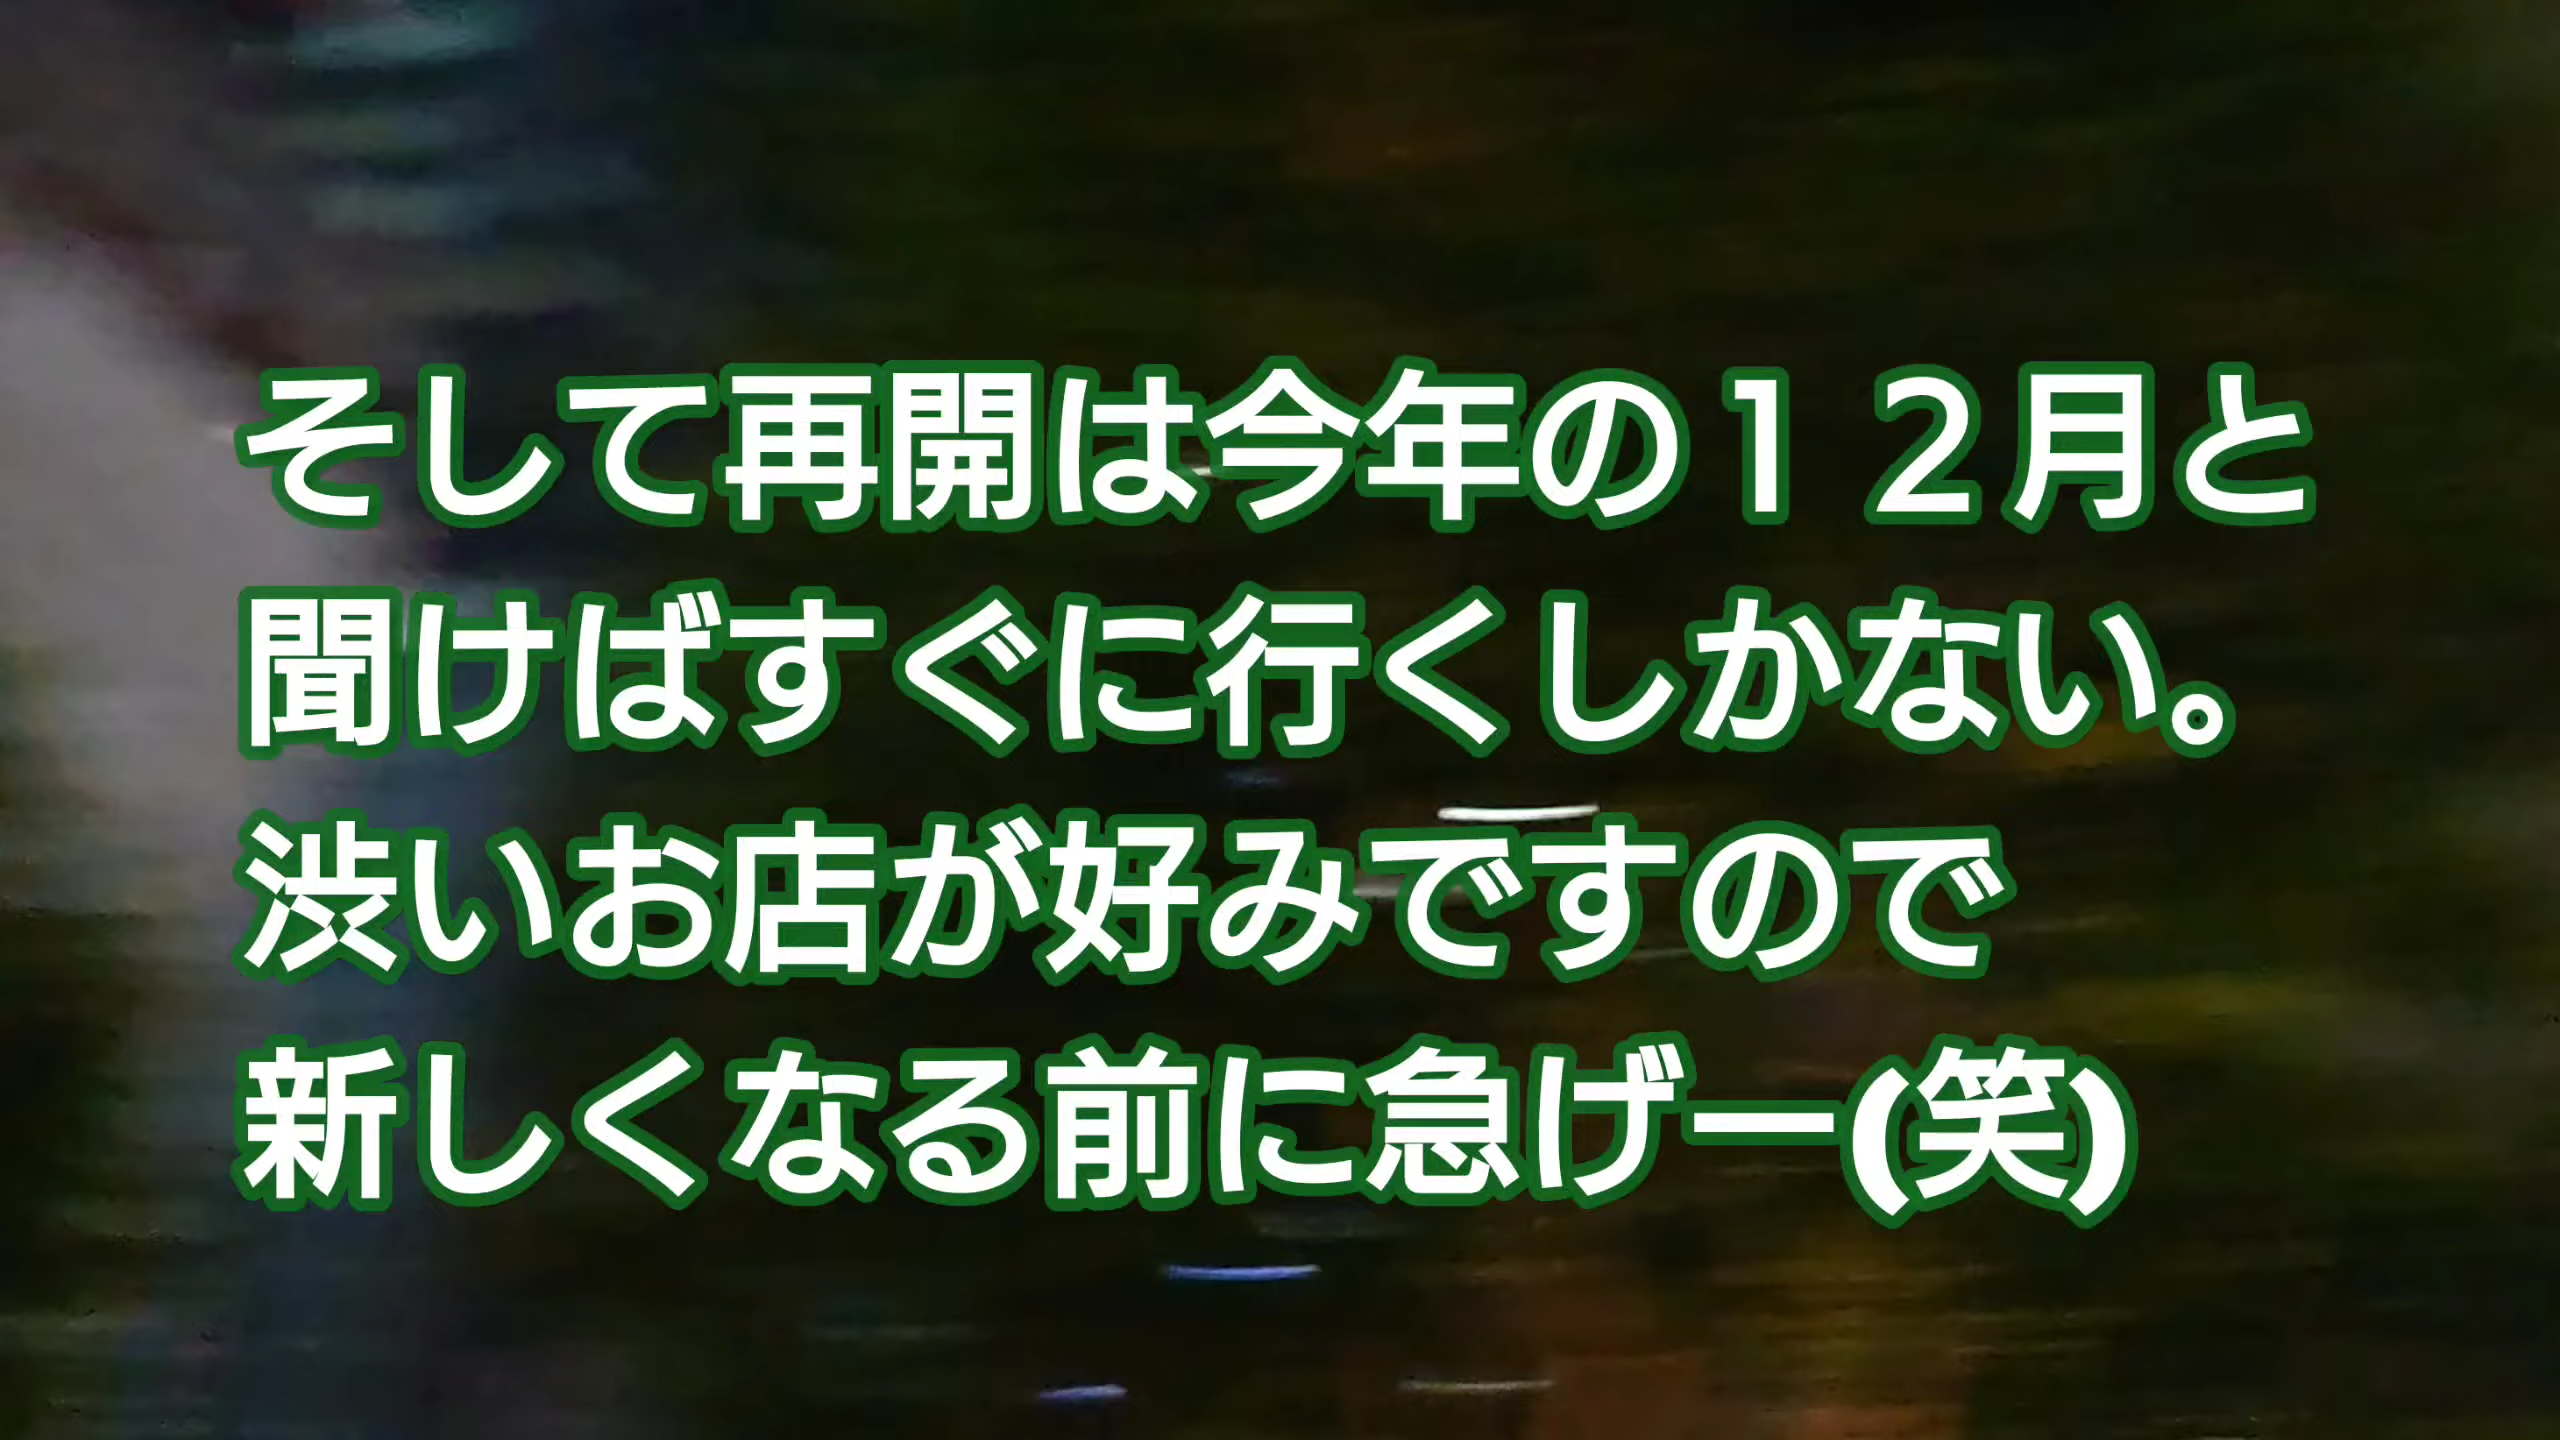 そして再開は今年の１２月と
聞けばすぐに行くしかない。
渋いお店が好みですので
新しくなる前に急げー(笑)